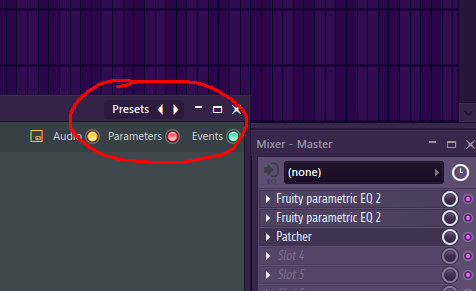 Presets
Audio Parameters Events
Mixer - Master
(none)
EQ
Fruity parametric EQ 2
Fruity parametric EQ 2
Patcher
Slot 4
Slot 5